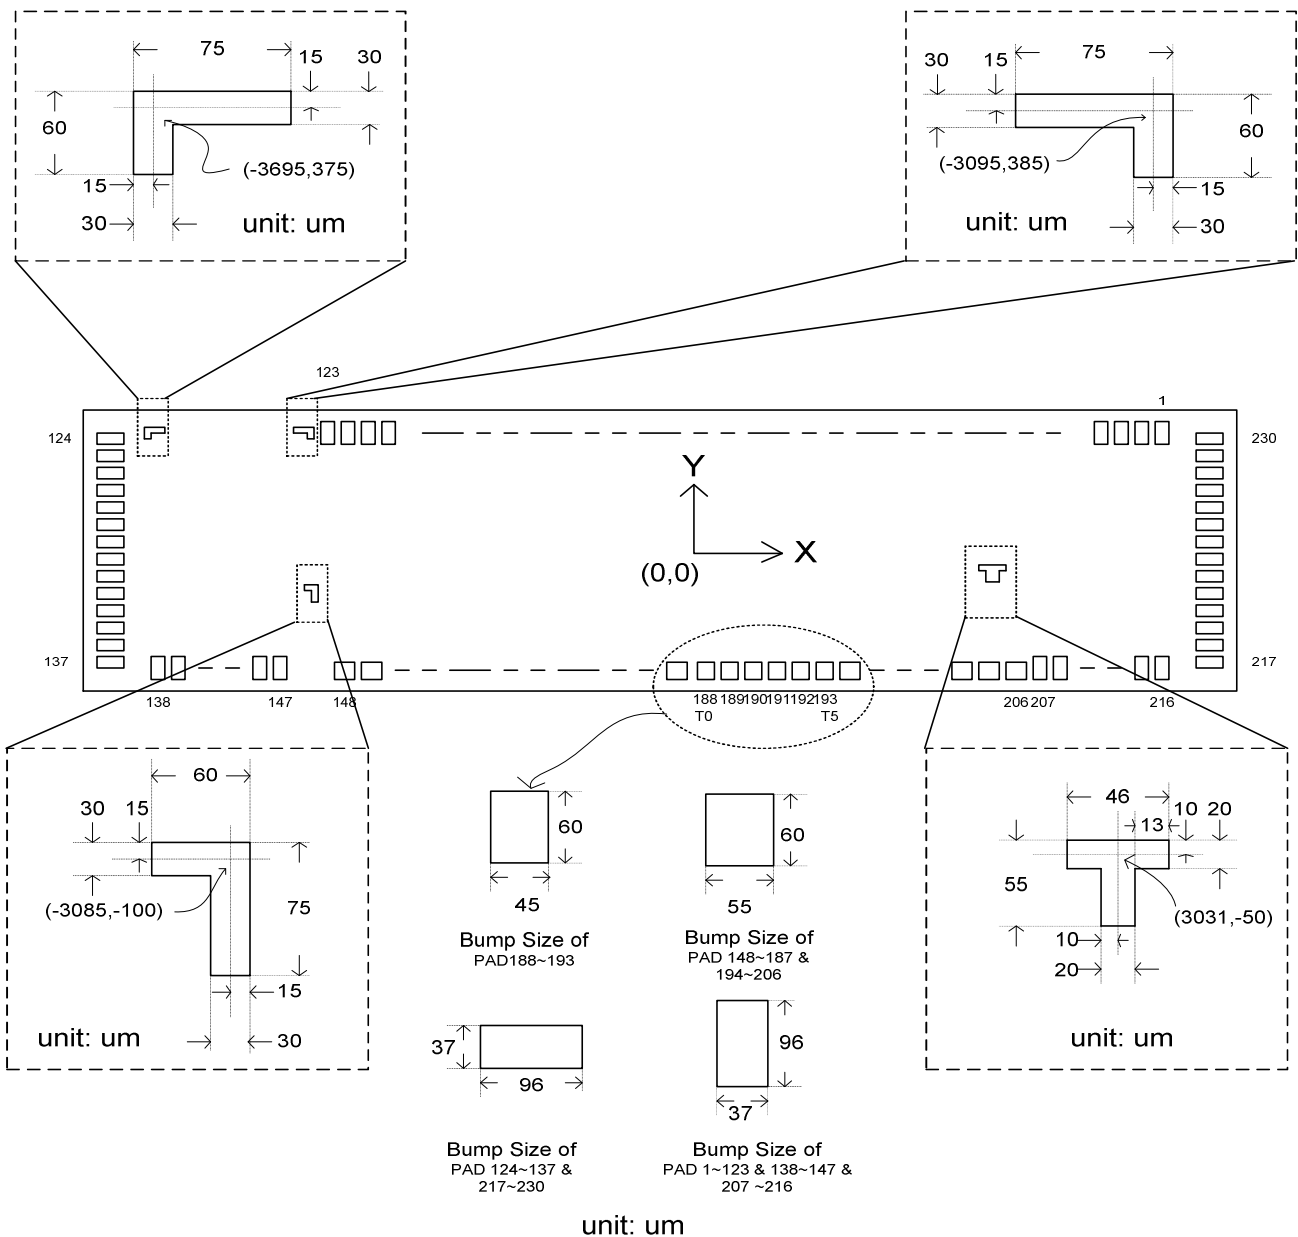 75
15
30
60
(-3695,375)
15
30
unit: um
75
30
15
60
(-3095,385)
15
30
unit: um
123
1
124
230
Y
X
(0,0)
137
217
138
147
148
188 189 190 191 192 193
T0
T5
206 207
216
60
30
15
(-3085,-100)
75
15
30
unit: um
60
45
Bump Size of
PAD188~193
60
55
Bump Size of
PAD 148~187 &
194~206
46
10
20
13
55
(3031,-50)
10
20
unit: um
37
96
Bump Size of
PAD 124~137 &
217~230
96
37
Bump Size of
PAD 1~123 & 138~147 &
207 ~216
unit: um